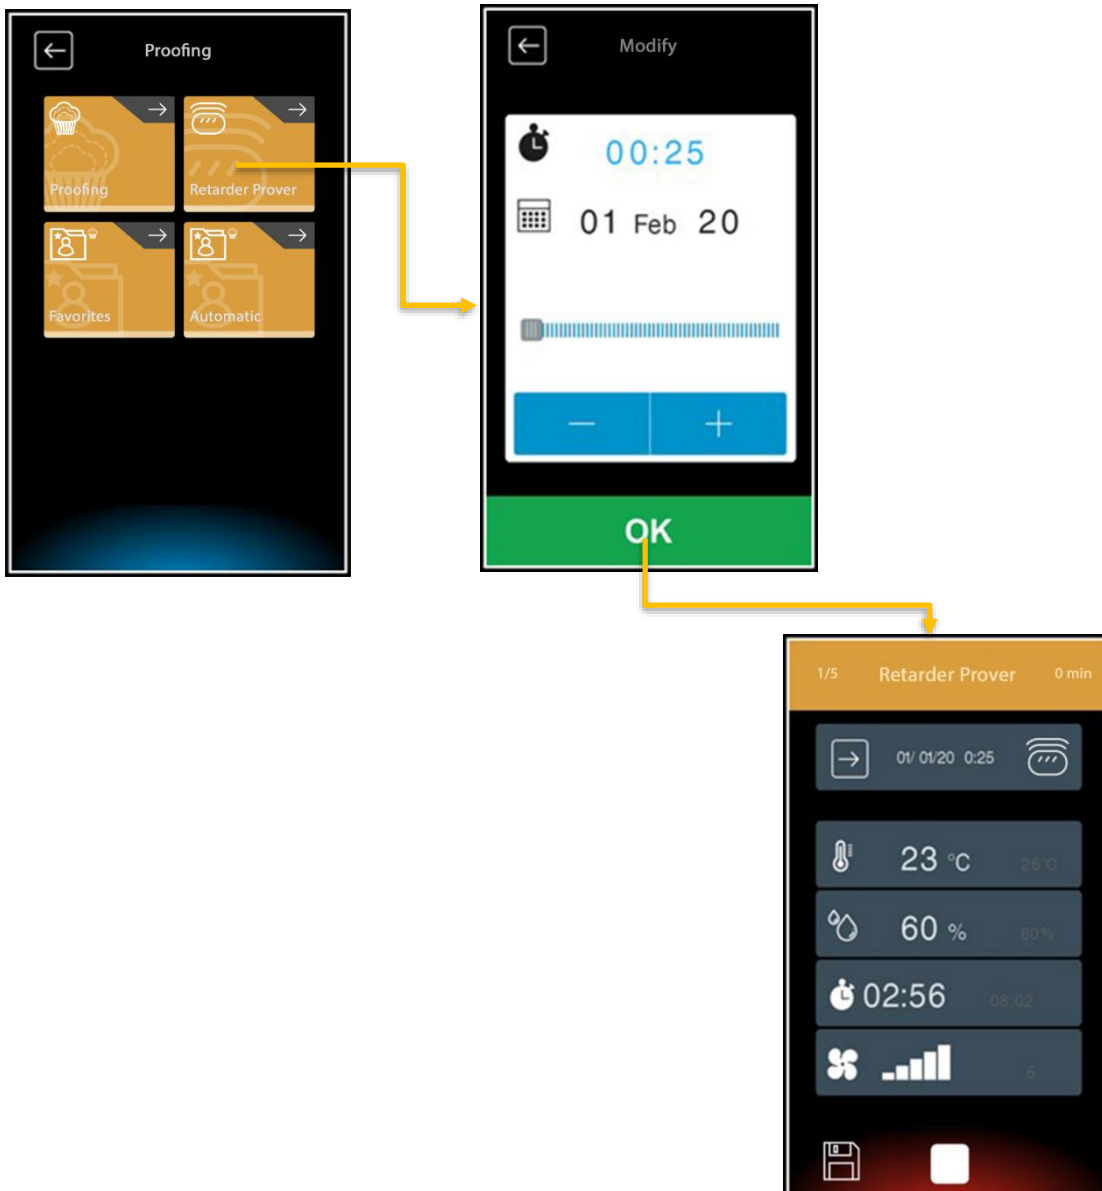 Proofing
Proofing
Retarder Prover
Favorites
Automatic
Modify
00:25
01 Feb 20
OK
1/5 Retarder Prover 0 min
01/ 01/20 0:25
23 °C 26°C
60 % 60%
02:56 08:02
5